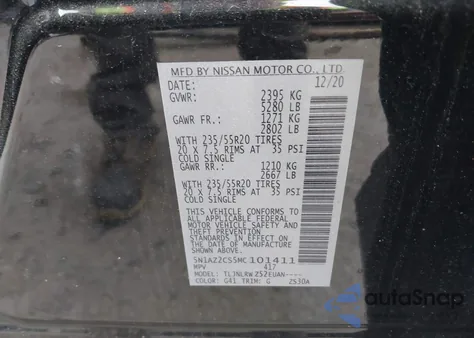 MFD BY NISSAN MOTOR CO., LTD.
DATE: 12/20
GVWR: 2395 KG
5280 LB
GAWR FR.: 1271 KG
2802 LB
WITH 235/55R20 TIRES
20 x 7.5 RIMS AT 35 PSI
COLD SINGLE
GAWR RR.: 1210 KG
2667 LB
WITH 235/55R20 TIRES
20 x 7.5 RIMS AT 35 PSI
COLD SINGLE
THIS VEHICLE CONFORMS TO
ALL APPLICABLE FEDERAL
MOTOR VEHICLE SAFETY
AND THEFT PREVENTION
STANDARDS IN EFFECT ON
THE DATE OF MANUFACTURE
SHOWN ABOVE.
5N1AZ2CS5MC101411
MPV 417
MODEL: TLJNLRWZ52EUAN----
COLOR: G41 TRIM: G ZS30A
autoSnap